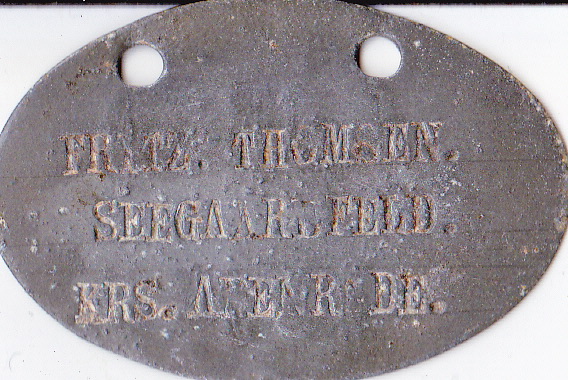 FRITZ. THOMSEN.
SEEGAARDFELD.
KRS. APENRADE.